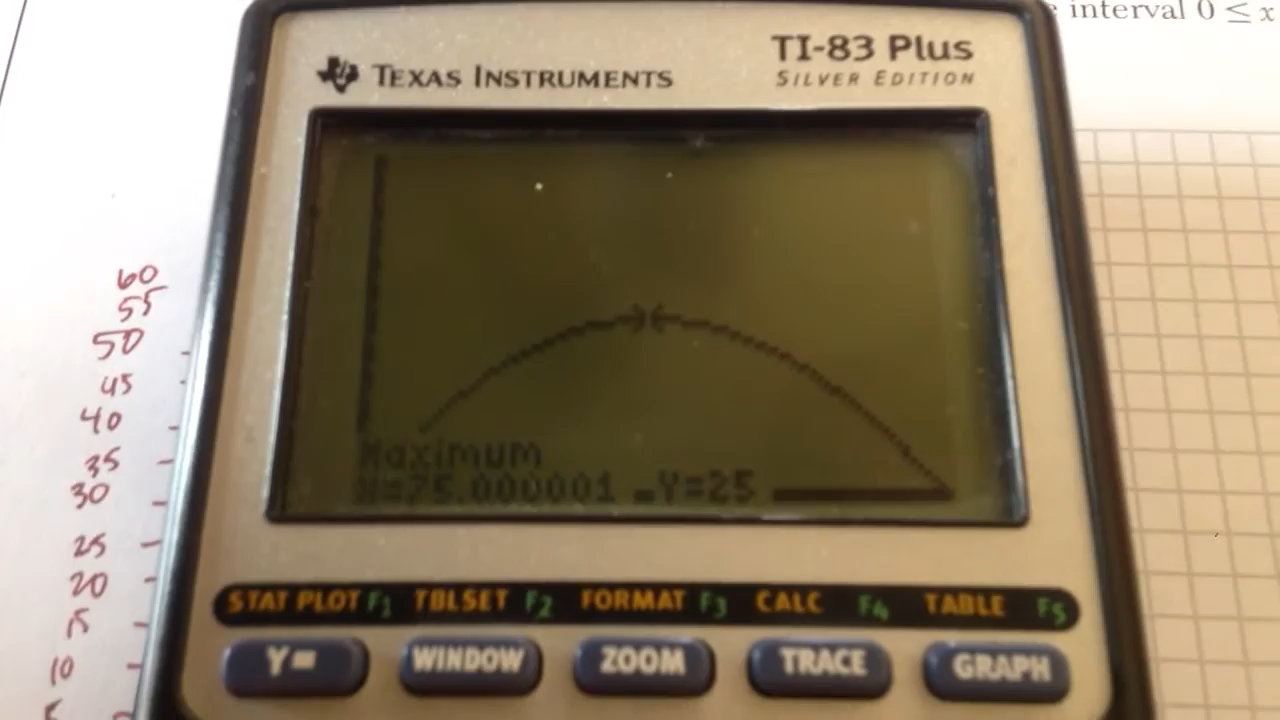 e interval 0 ≤ x
TEXAS INSTRUMENTS
TI-83 Plus
SILVER EDITION
60
55
50
45
40
35
30
25
20
15
10
Maximum
X=75.000001 Y=25
STAT PLOT F1 TBLSET F2 FORMAT F3 CALC F4 TABLE F5
Y= WINDOW ZOOM TRACE GRAPH